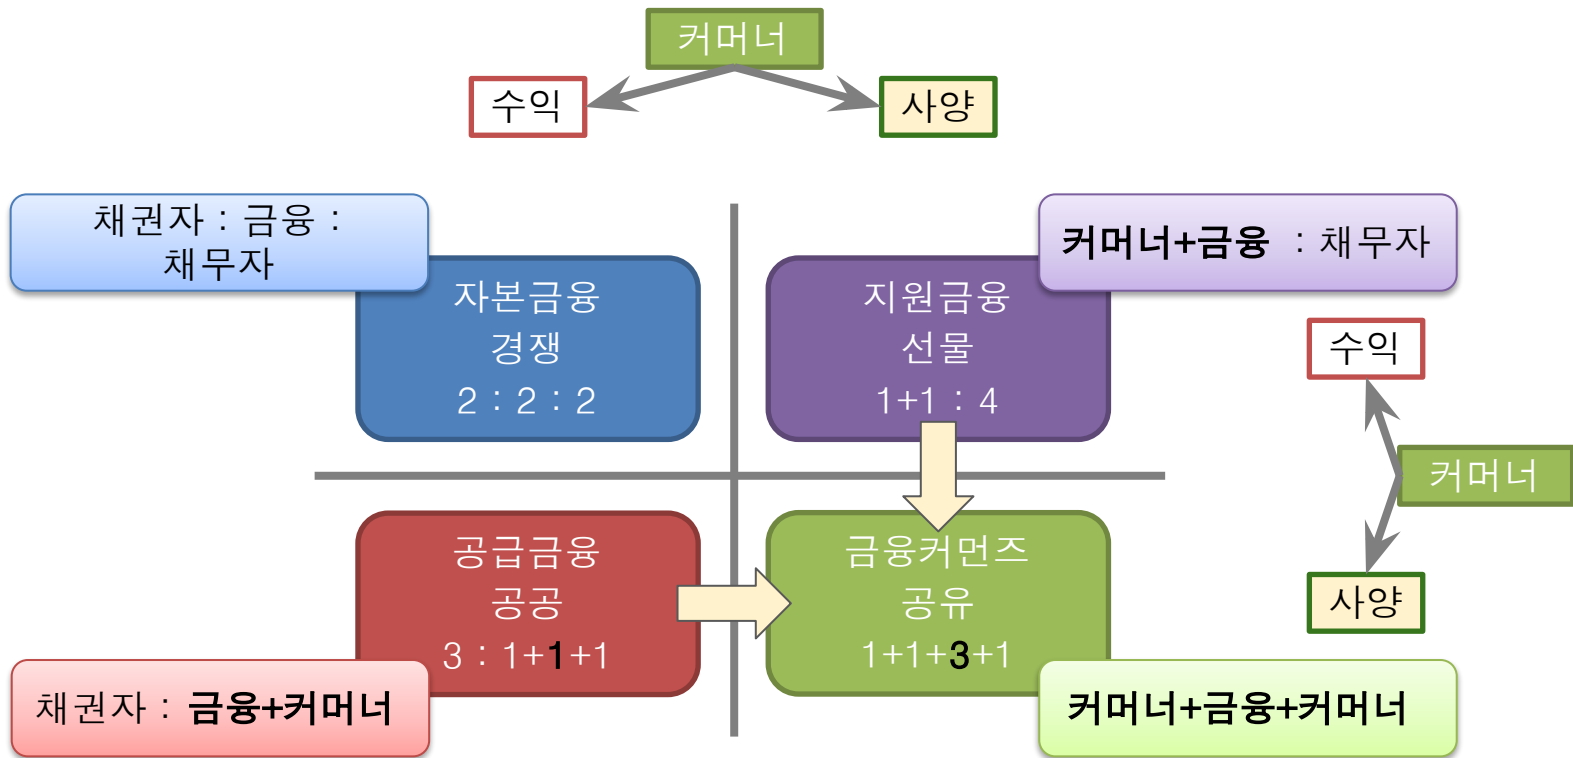 커머너
수익
사양
채권자 : 금융 :
채무자
자본금융
경쟁
2 : 2 : 2
커머너+금융 : 채무자
지원금융
선물
1+1 : 4
수익
커머너
사양
공급금융
공공
3 : 1+1+1
채권자 : 금융+커머너
금융커먼즈
공유
1+1+3+1
커머너+금융+커머너